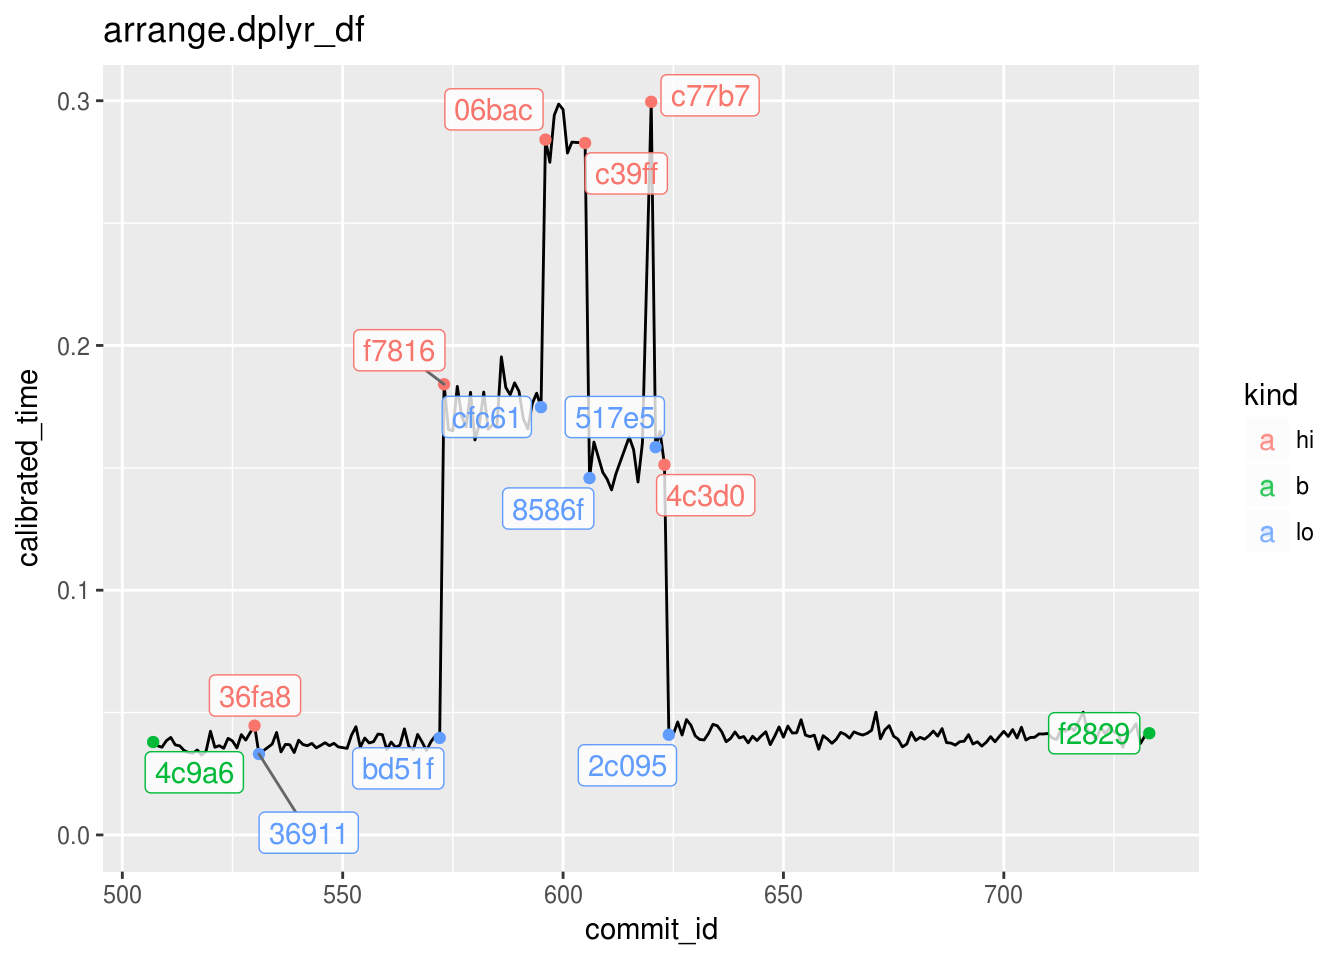 arrange.dplyr_df
0.3
0.2
0.1
0.0
calibrated_time
06bac
c77b7
c39ff
f7816
cfc61
517e5
8586f
4c3d0
36fa8
4c9a6
bd51f
2c095
f2829
36911
500
550
600
650
700
commit_id
kind
a hi
a b
a lo